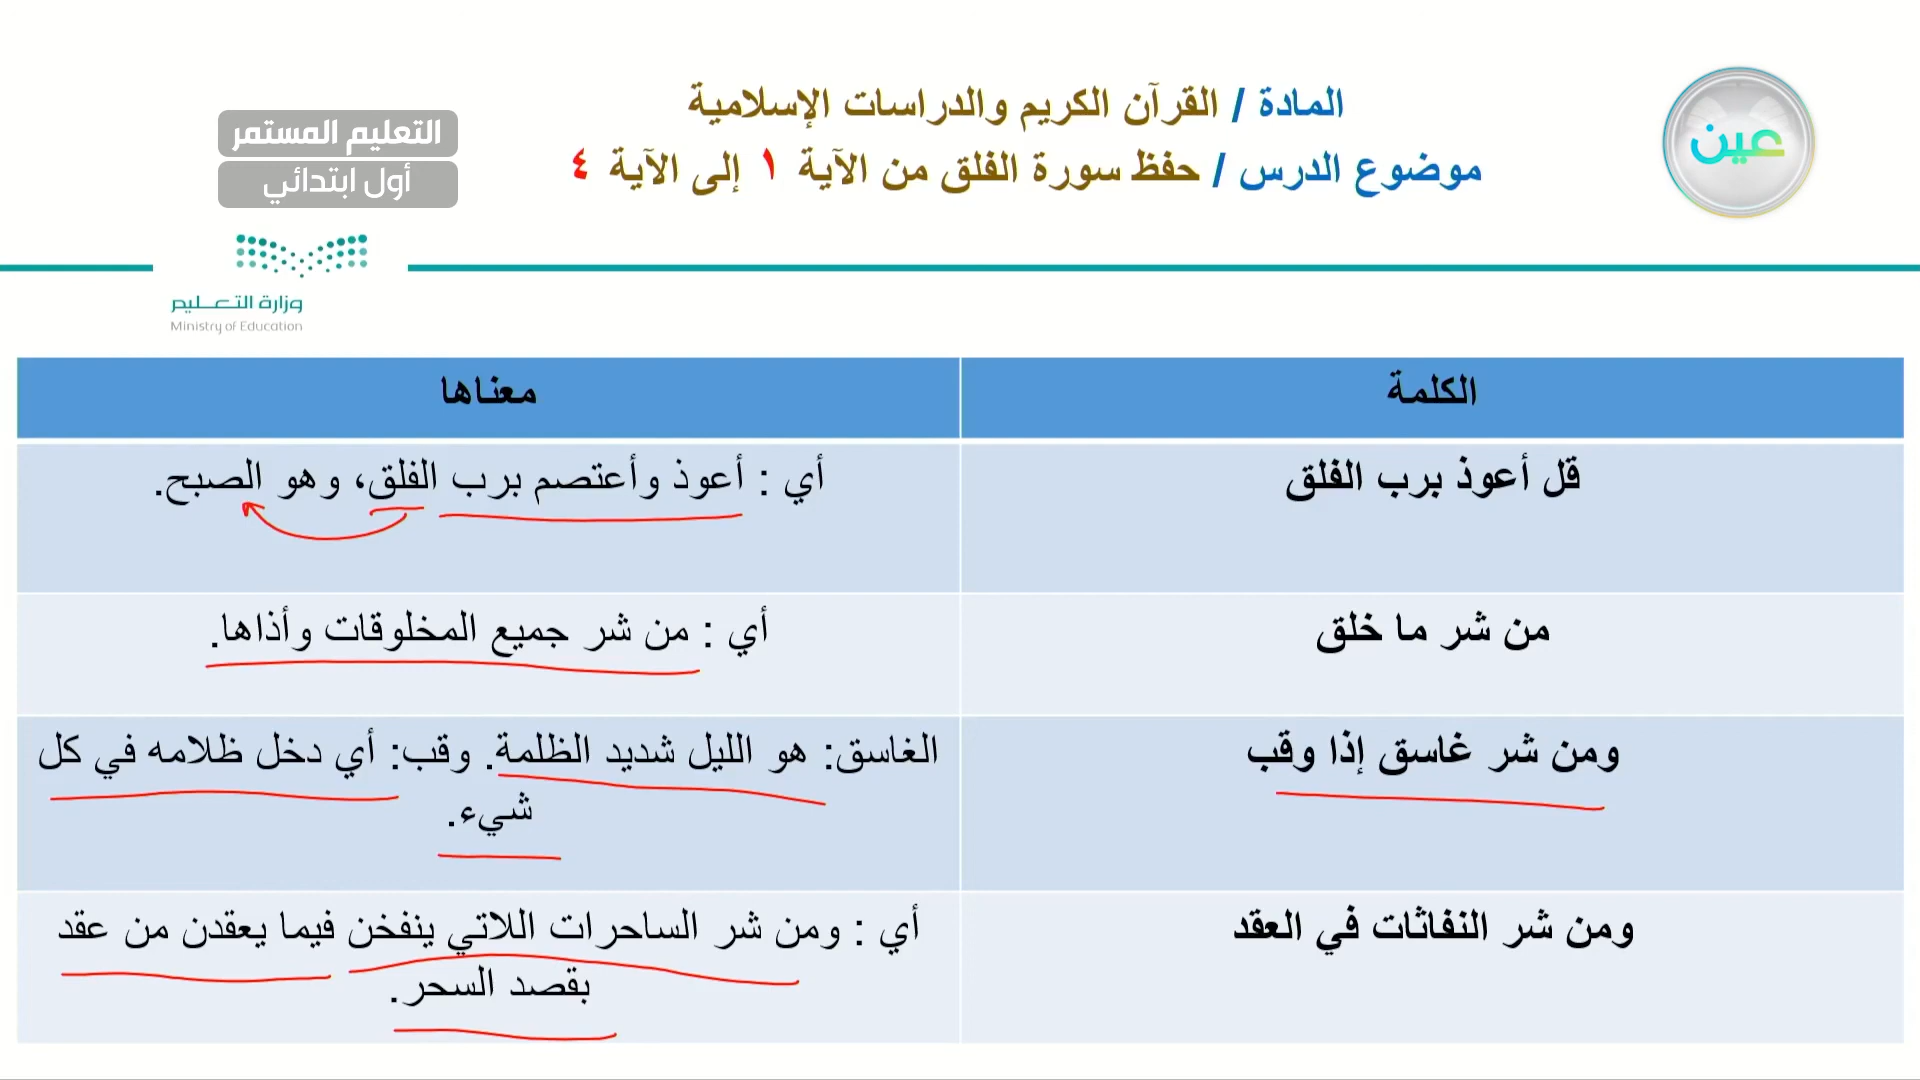 المادة / القرآن الكريم والدراسات الإسلامية
موضوع الدرس / حفظ سورة الفلق من الآية ١ إلى الآية ٤
عين
التعليم المستمر
أول ابتدائي
وزارة التعـليم
Ministry of Education
الكلمة
معناها
قل أعوذ برب الفلق
أي : أعوذ وأعتصم برب الفلق، وهو الصبح.
من شر ما خلق
أي : من شر جميع المخلوقات وأذاها.
ومن شر غاسق إذا وقب
الغاسق: هو الليل شديد الظلمة. وقب: أي دخل ظلامه في كل
شيء.
ومن شر النفاثات في العقد
أي : ومن شر الساحرات اللاتي ينفخن فيما يعقدن من عقد
بقصد السحر.